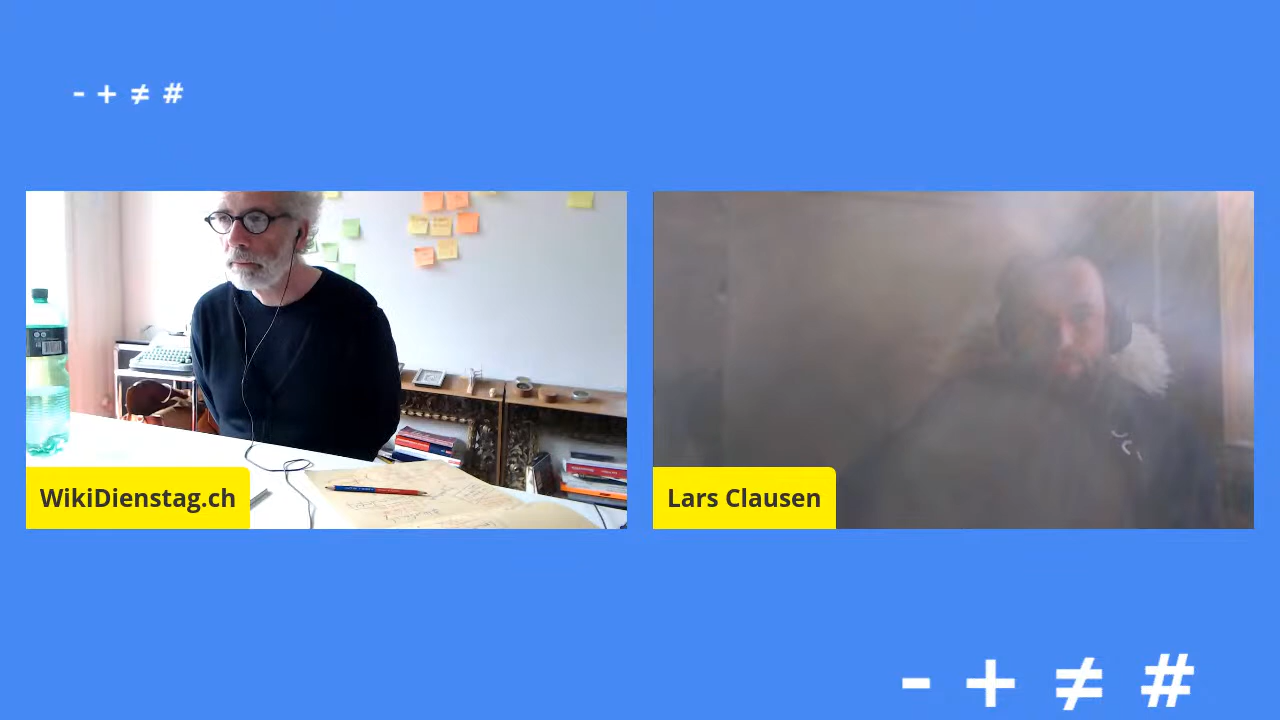 - + ≠ #
WikiDienstag.ch
Lars Clausen
- + ≠ #